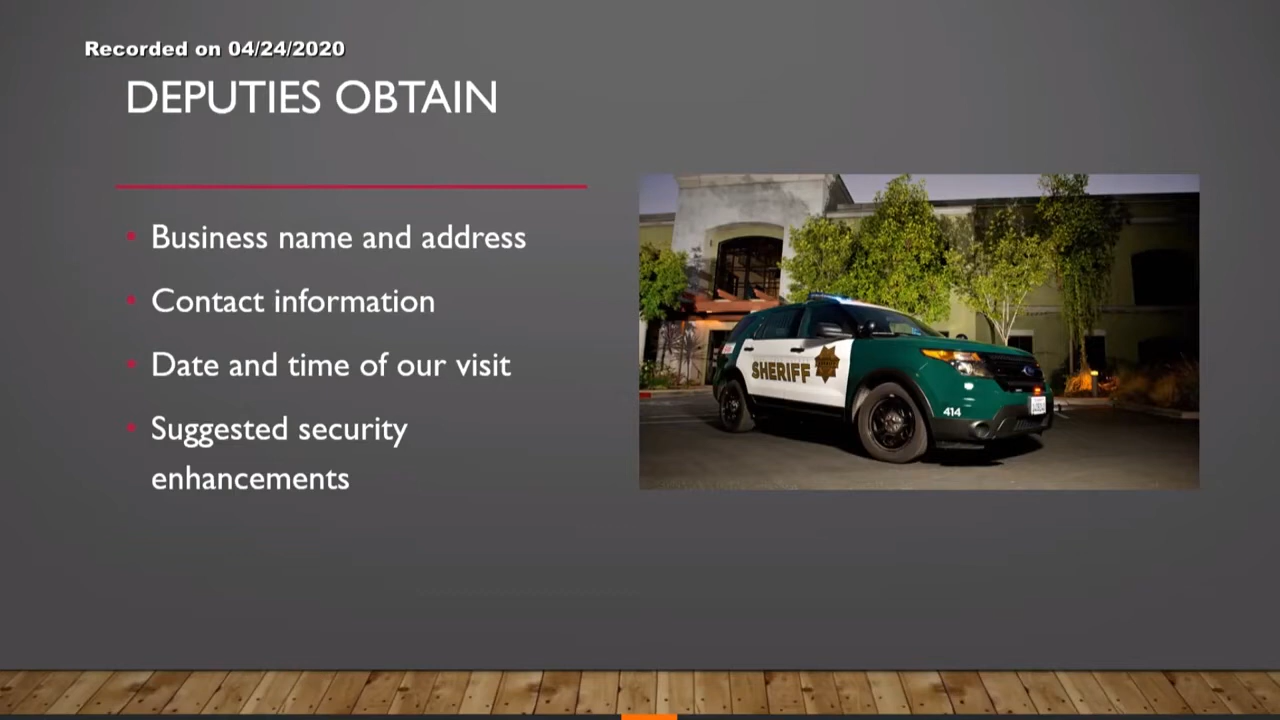 Recorded on 04/24/2020
DEPUTIES OBTAIN
• Business name and address
• Contact information
• Date and time of our visit
• Suggested security
enhancements
SHERIFF
414